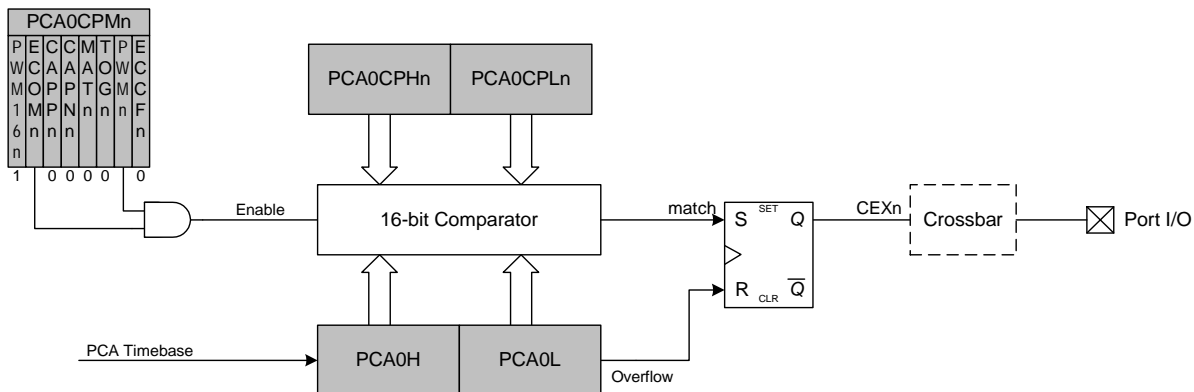 PCA0CPMn
PWM16n
ECOMn
CAPPn
CAPNn
MATn
TOGn
PWMn
ECCFn
1 0 0 0 0 0
PCA0CPHn PCA0CPLn
Enable
16-bit Comparator
match
S SET Q
R CLR Q
CEXn
Crossbar
Port I/O
PCA Timebase
PCA0H PCA0L
Overflow